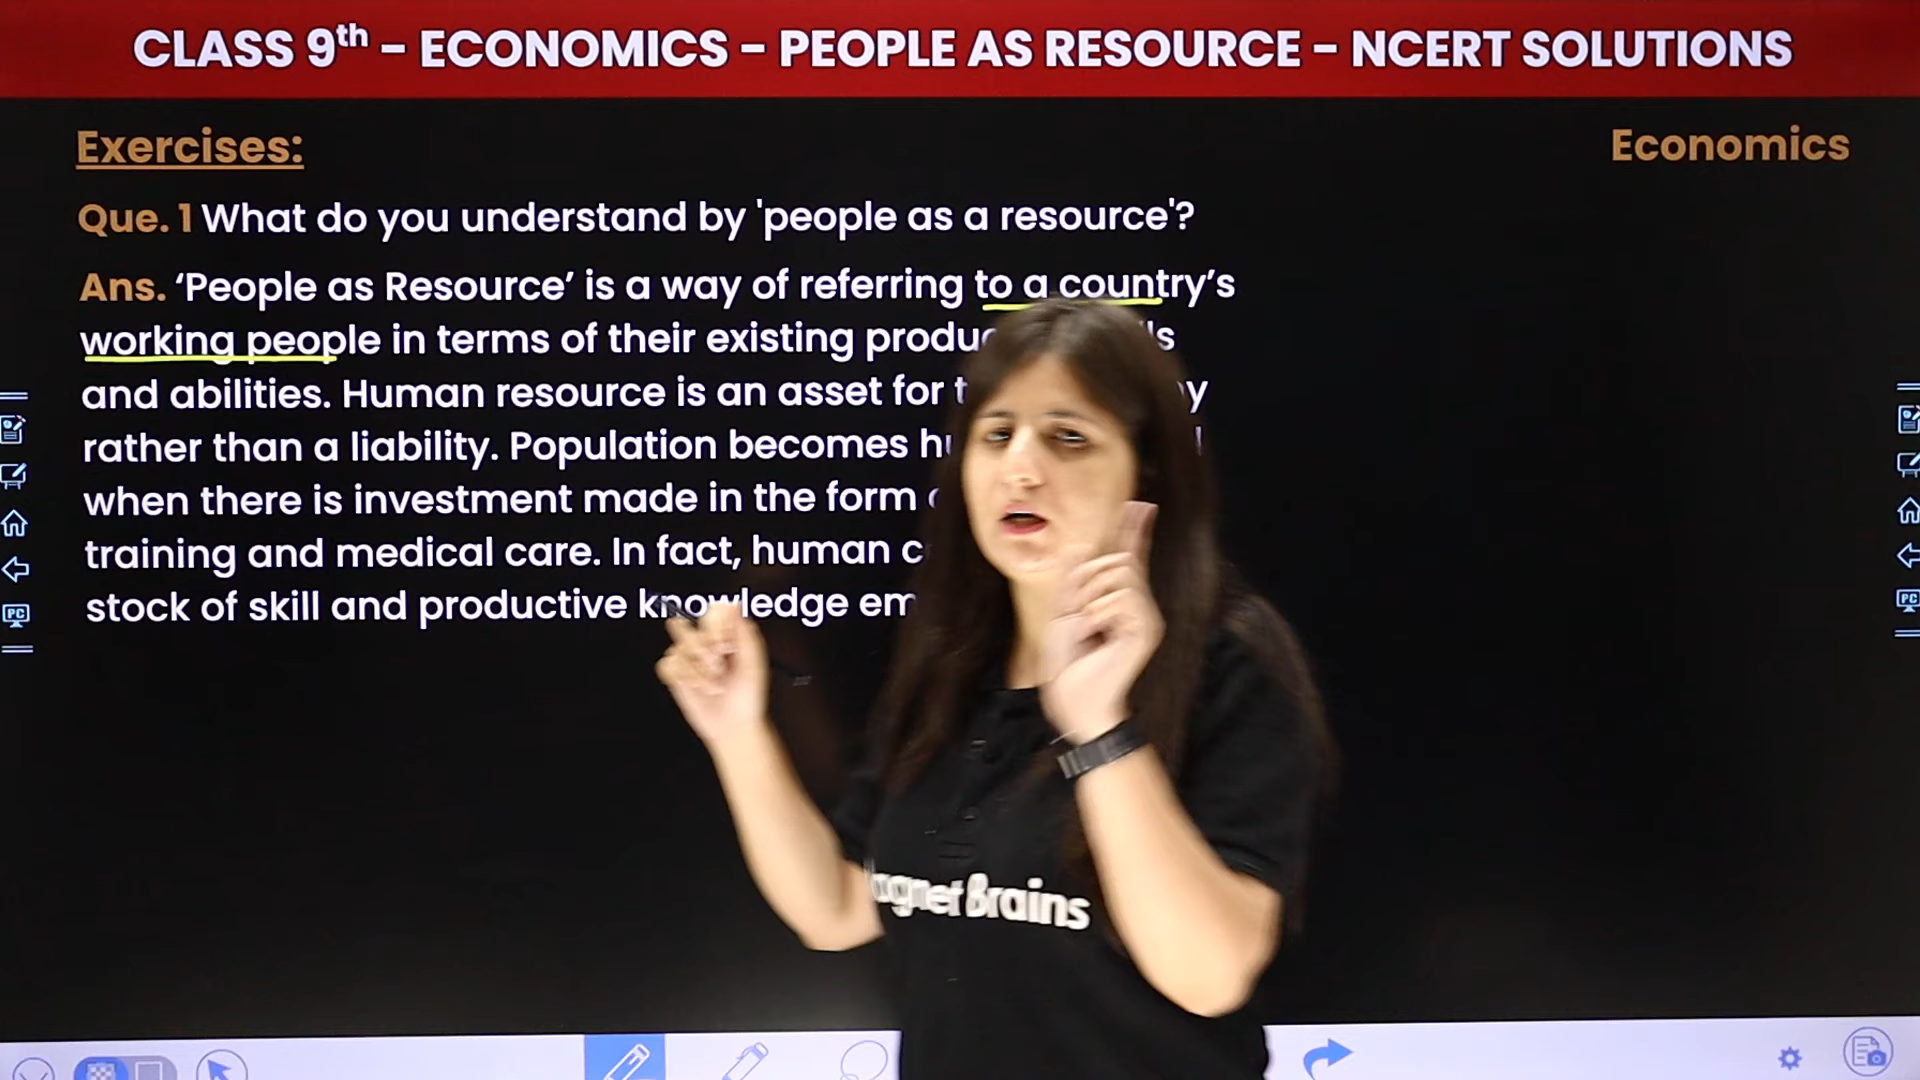 CLASS 9th – ECONOMICS – PEOPLE AS RESOURCE – NCERT SOLUTIONS
Exercises:
Economics
Que. 1 What do you understand by 'people as a resource'?
Ans. ‘People as Resource’ is a way of referring to a country’s
working people in terms of their existing
and abilities. Human resource is an asset for
rather than a liability. Population becomes
when there is investment made in the form
training and medical care. In fact, human
stock of skill and productive knowledge
Brains
PC
PC